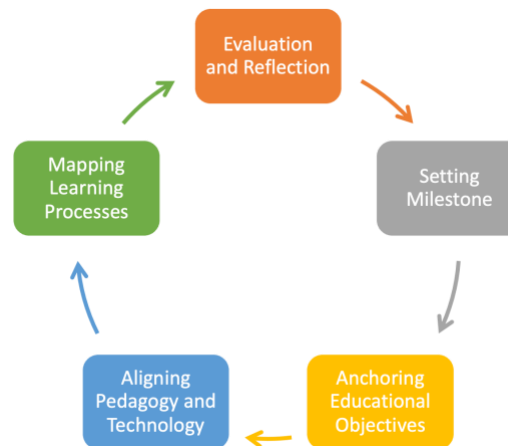 Evaluation
and Reflection
Setting
Milestone
Anchoring
Educational
Objectives
Aligning
Pedagogy and
Technology
Mapping
Learning
Processes